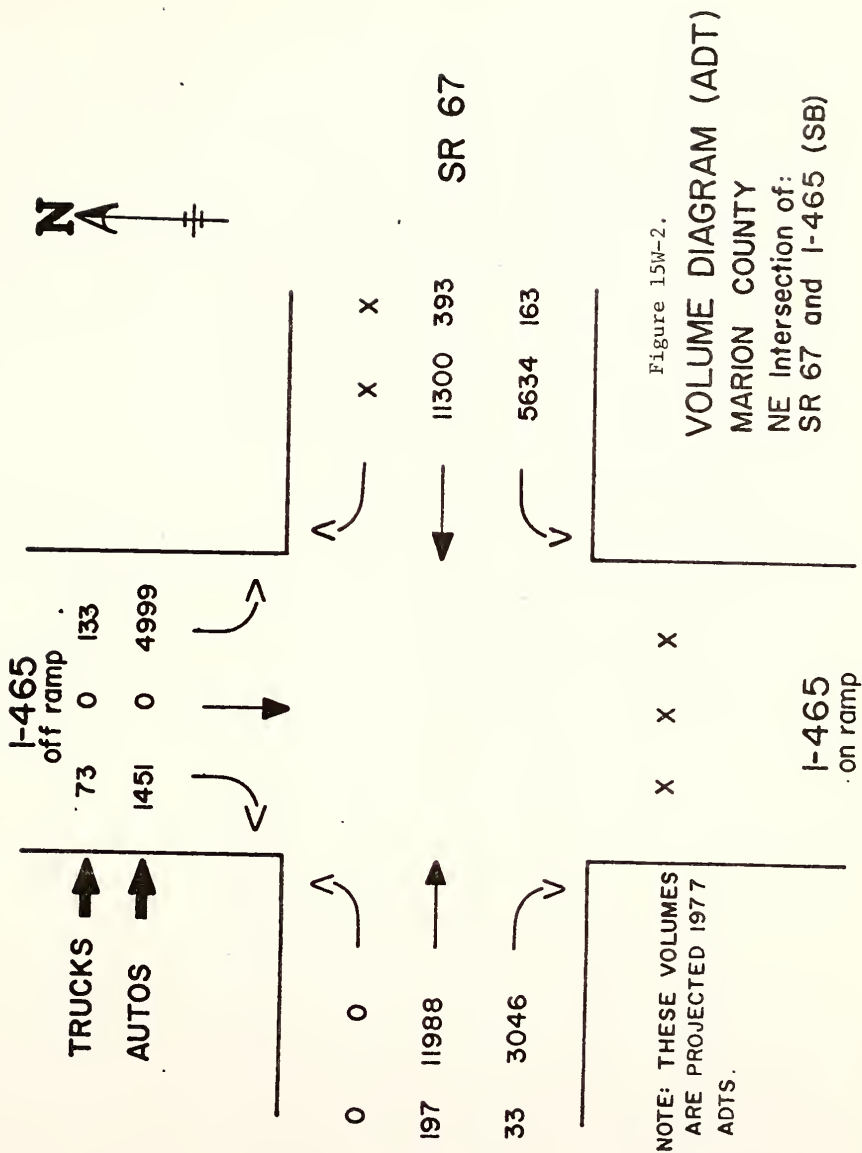 N
I-465
off ramp
TRUCKS 73 0 133
AUTOS 1451 0 4999
0 0
197 11988
33 3046
X X
11300 393
5634 163
SR 67
X X X
I-465
on ramp
NOTE: THESE VOLUMES
ARE PROJECTED 1977
ADTS.
Figure 15W-2.
VOLUME DIAGRAM (ADT)
MARION COUNTY
NE Intersection of:
SR 67 and I-465 (SB)